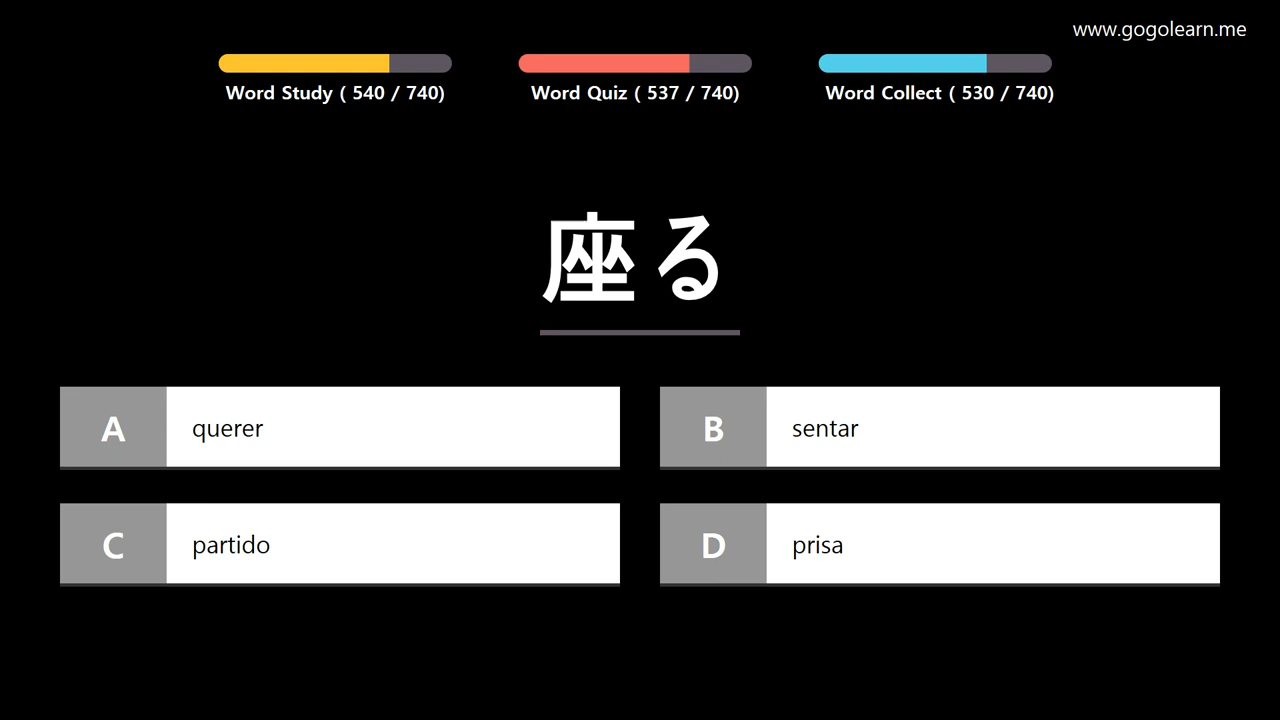 www.gogolearn.me
Word Study ( 540 / 740)
Word Quiz ( 537 / 740)
Word Collect ( 530 / 740)
座る
A querer
B sentar
C partido
D prisa